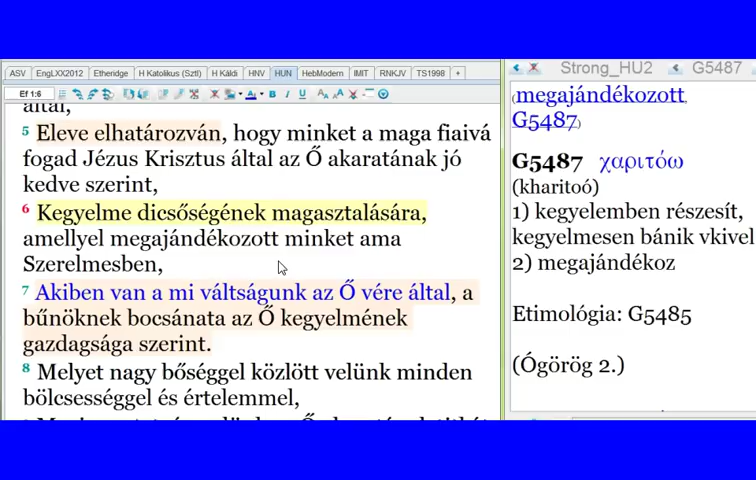 ASV EngLXX2012 Etheridge H Katolikus (Sztl) H Káldi HNV HUN HebModern IMIT RNKJV TS1998 +
Ef 1:6
által,
5 Eleve elhatározván, hogy minket a maga fiaivá
fogad Jézus Krisztus által az Ő akaratának jó
kedve szerint,
6 Kegyelme dicsőségének magasztalására,
amellyel megajándékozott minket ama
Szerelmesben,
7 Akiben van a mi váltságunk az Ő vére által, a
bűnöknek bocsánata az Ő kegyelmének
gazdagsága szerint.
8 Melyet nagy bőséggel közlött velünk minden
bölcsességgel és értelemmel,
Strong_HU2 G5487
(megajándékozott,
G5487)
G5487 χαριτόω
(kharitoó)
1) kegyelemben részesít,
kegyelmesen bánik vkivel
2) megajándékoz
Etimológia: G5485
(Ógörög 2.)